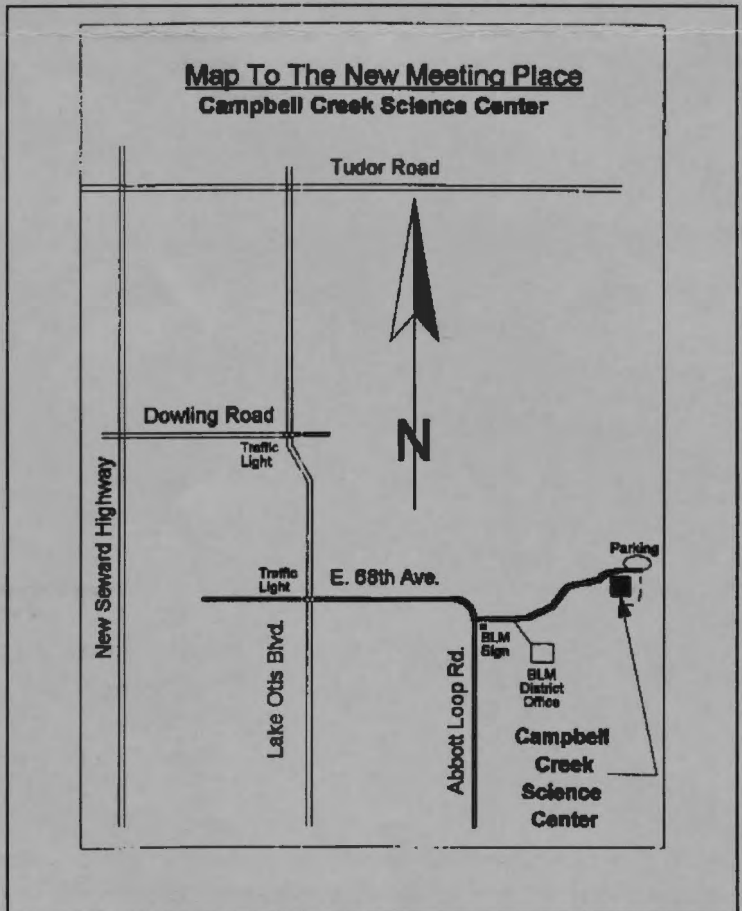 Map To The New Meeting Place
Campbell Creek Science Center
Tudor Road
Dowling Road
Traffic
Light
N
New Seward Highway
Parking
Traffic
Light
E. 68th Ave.
Lake Otis Blvd.
Abbott Loop Rd.
BLM
Sign
BLM
District
Office
Campbell
Creek
Science
Center